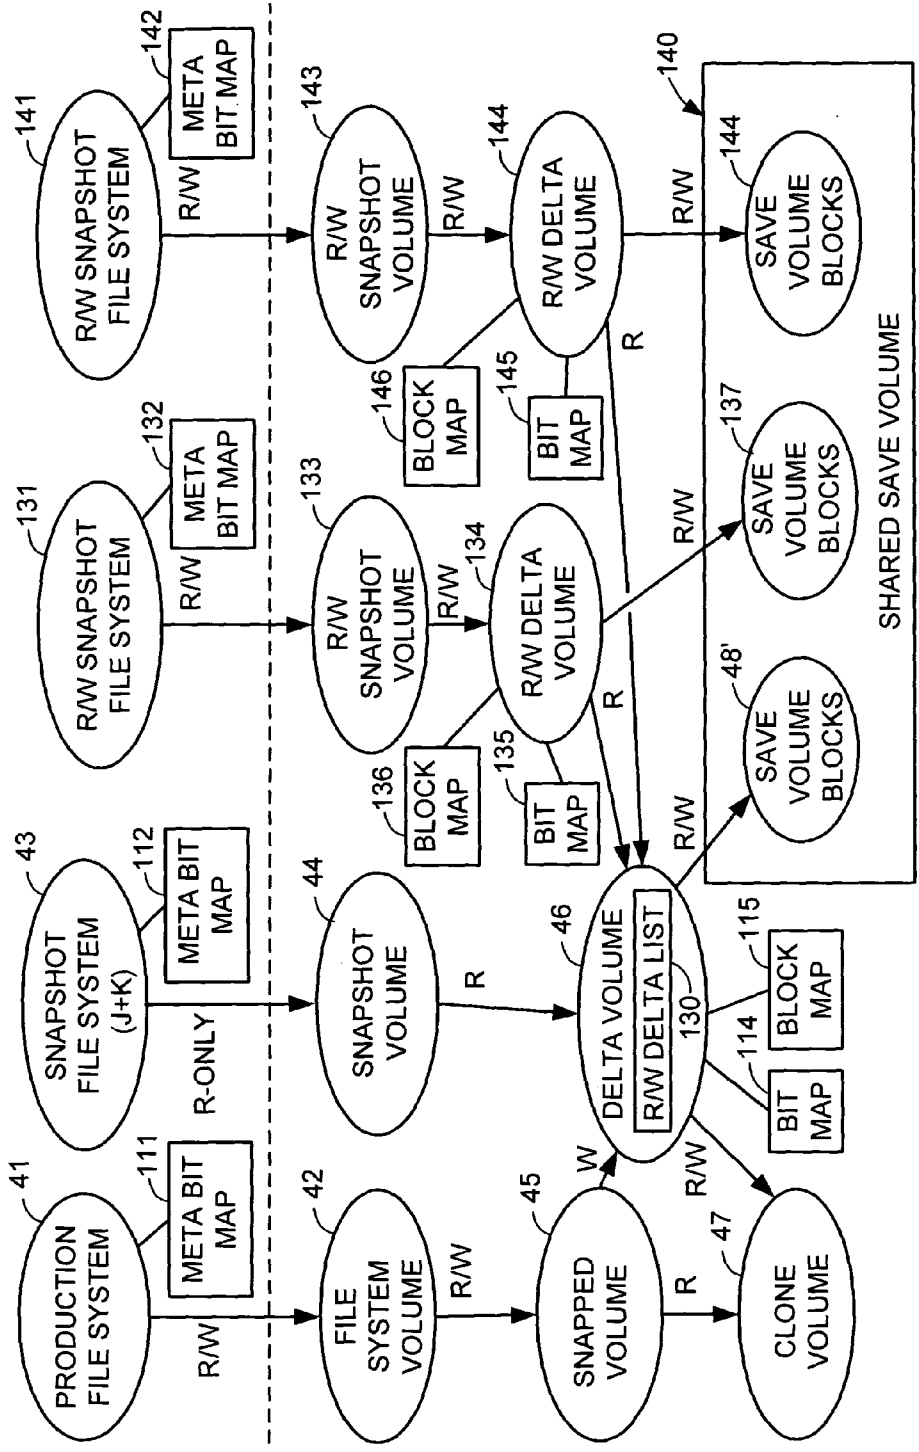 41
PRODUCTION
FILE SYSTEM
111
META BIT
MAP
R/W
43
SNAPSHOT
FILE SYSTEM
(J+K)
112
META BIT
MAP
R-ONLY
131
R/W SNAPSHOT
FILE SYSTEM
132
META
BIT MAP
R/W
141
R/W SNAPSHOT
FILE SYSTEM
142
META
BIT MAP
R/W
42
FILE
SYSTEM
VOLUME
R/W
44
SNAPSHOT
VOLUME
R
133
R/W
SNAPSHOT
VOLUME
R/W
143
R/W
SNAPSHOT
VOLUME
R/W
136
BLOCK
MAP
134
R/W DELTA
VOLUME
135
BIT
MAP
R
R/W
146
BLOCK
MAP
144
R/W DELTA
VOLUME
145
BIT
MAP
R
R/W
45
SNAPPED
VOLUME
W
R
46
DELTA VOLUME
R/W DELTA LIST
130
R/W
R/W
47
CLONE
VOLUME
114
BIT
MAP
115
BLOCK
MAP
140
48'
SAVE
VOLUME
BLOCKS
137
SAVE
VOLUME
BLOCKS
144
SAVE
VOLUME
BLOCKS
SHARED SAVE VOLUME